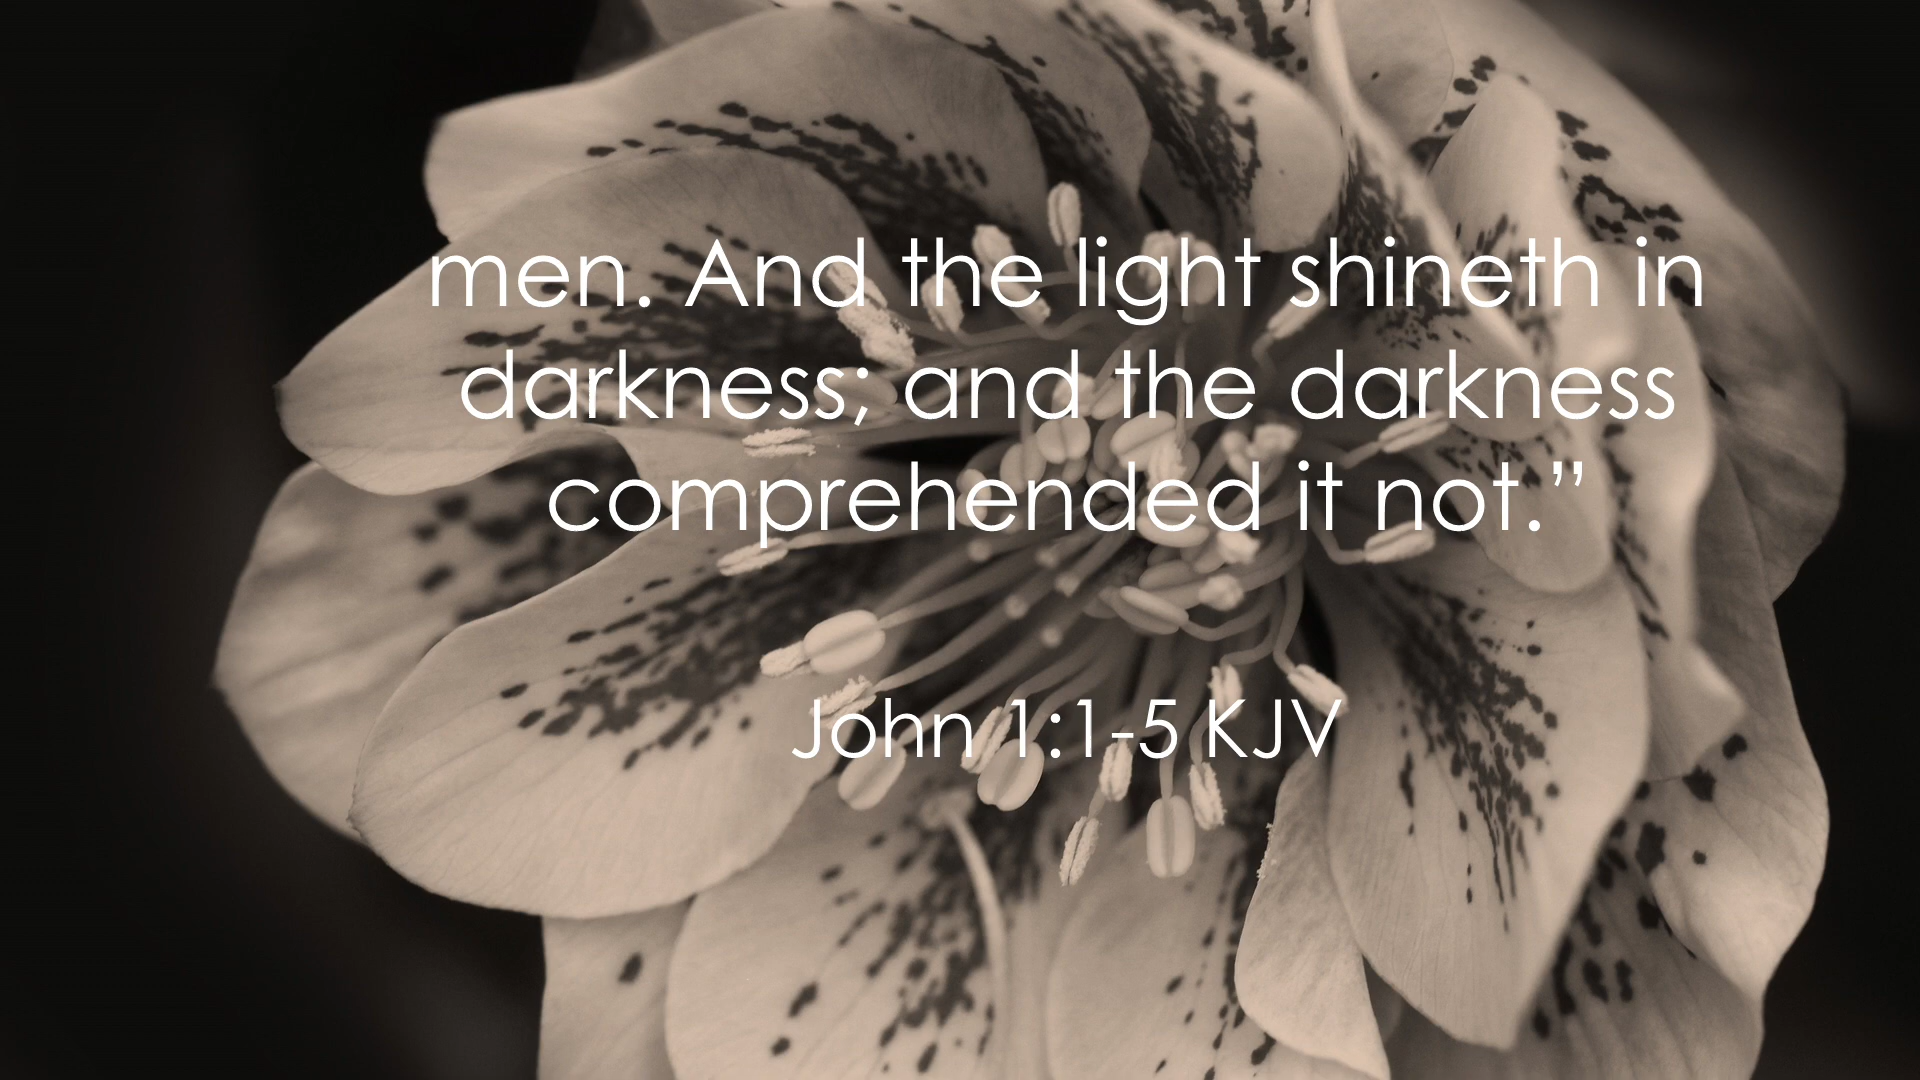 men. And the light shineth in
darkness; and the darkness
comprehended it not.”
John 1:1-5 KJV